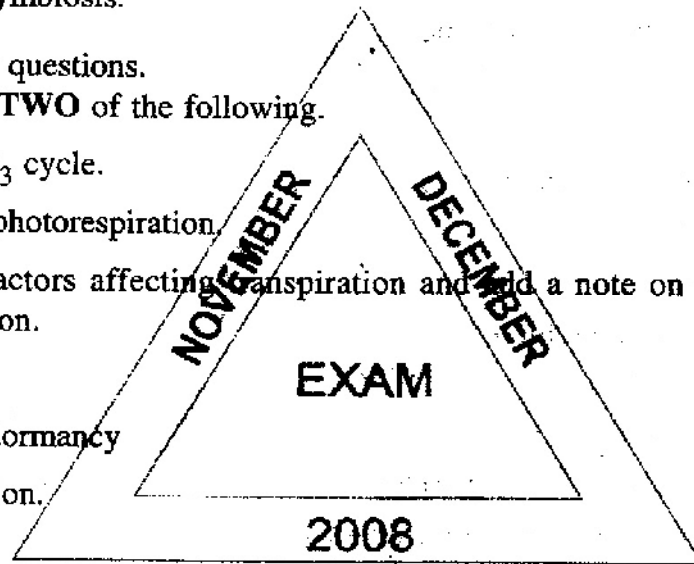 ymbiosis.
questions.
TWO of the following.
3 cycle.
photorespiration.
actors affecting transpiration and add a note on
on.
ormancy
on.
NOVEMBER
DECEMBER
EXAM
2008